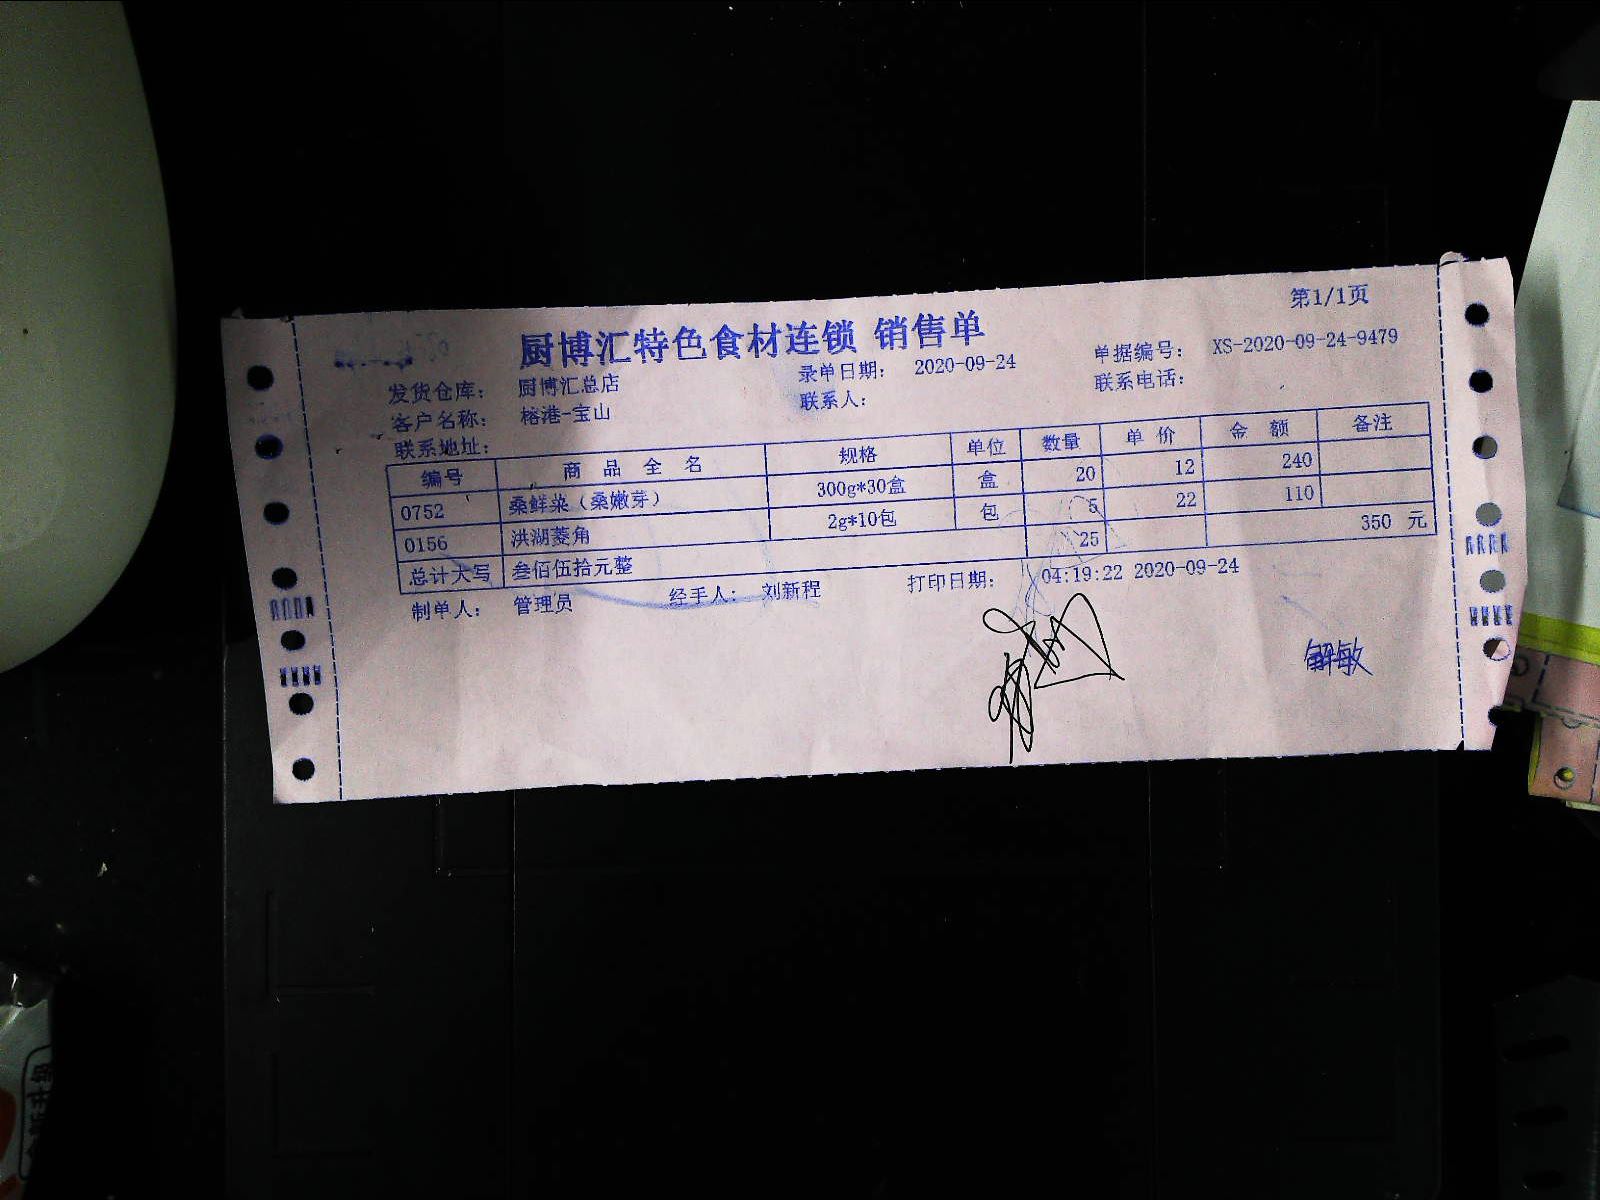 第1/1页
厨博汇特色食材连锁 销售单
发货仓库: 厨博汇总店 录单日期: 2020-09-24 单据编号: XS-2020-09-24-9479
客户名称: 榕港-宝山 联系人: 联系电话:
联系地址:
编号 商品全名 规格 单位 数量 单价 金额 备注
0752 桑鲜菜（桑嫩芽） 300g*30盒 盒 20 12 240
0156 洪湖菱角 2g*10包 包 5 22 110
总计大写 叁佰伍拾元整 25 350 元
制单人: 管理员 经手人: 刘新程 打印日期: 04:19:22 2020-09-24
解敏